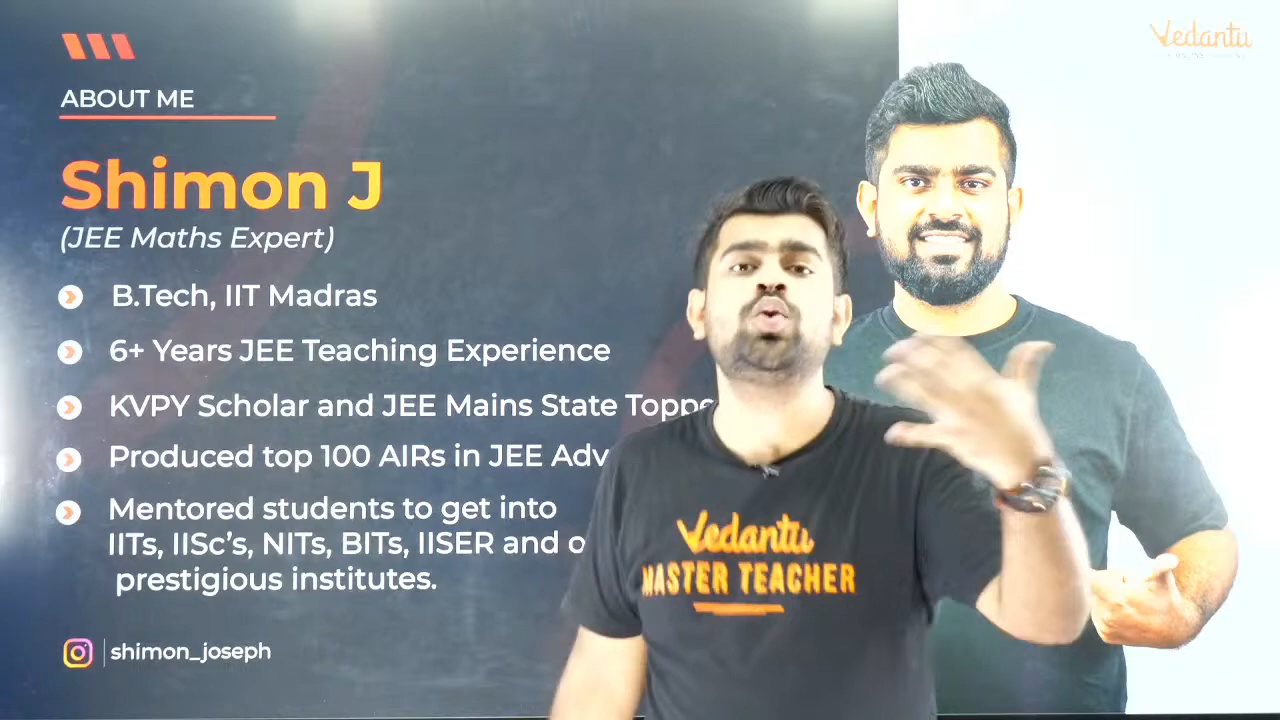 Vedantu
ABOUT ME
Shimon J
(JEE Maths Expert)
B.Tech, IIT Madras
6+ Years JEE Teaching Experience
KVPY Scholar and JEE Mains State
Produced top 100 AIRs in JEE Adv
Mentored students to get into
IITs, IISc’s, NITs, BITs, IISER and
prestigious institutes.
shimon_joseph
Vedantu
MASTER TEACHER